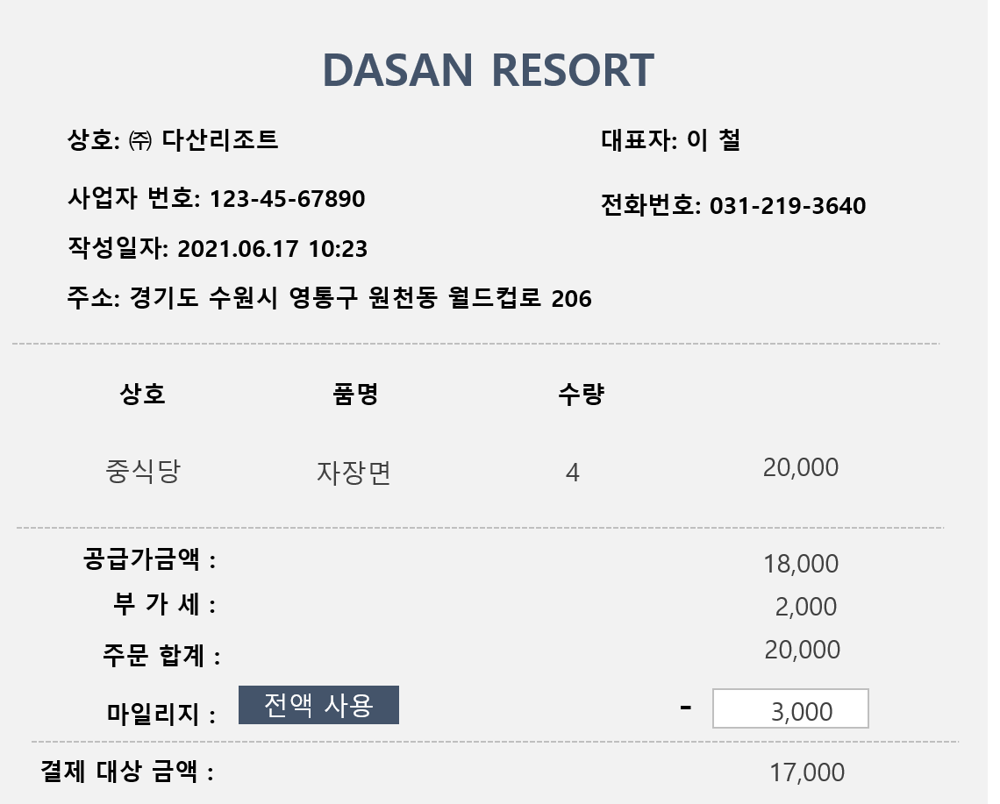 DASAN RESORT
상호: ㈜ 다산리조트 대표자: 이 철
사업자 번호: 123-45-67890 전화번호: 031-219-3640
작성일자: 2021.06.17 10:23
주소: 경기도 수원시 영통구 원천동 월드컵로 206
상호 품명 수량
중식당 자장면 4 20,000
공급가금액 : 18,000
부 가 세 : 2,000
주문 합계 : 20,000
마일리지 : 전액 사용 - 3,000
결제 대상 금액 : 17,000